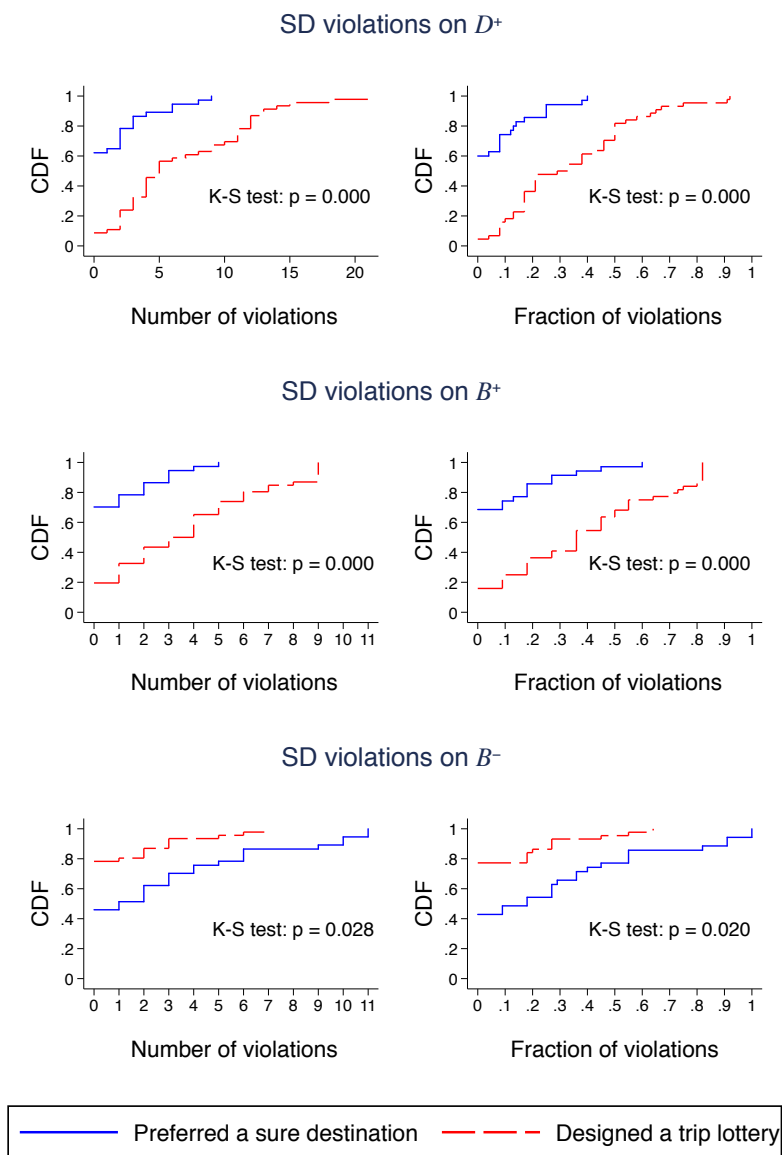 SD violations on D+
1
.8
.6
.4
.2
0
CDF
K-S test: p = 0.000
0 5 10 15 20
Number of violations
1
.8
.6
.4
.2
0
CDF
K-S test: p = 0.000
0 .1 .2 .3 .4 .5 .6 .7 .8 .9 1
Fraction of violations
SD violations on B+
1
.8
.6
.4
.2
0
CDF
K-S test: p = 0.000
0 1 2 3 4 5 6 7 8 9 10 11
Number of violations
1
.8
.6
.4
.2
0
CDF
K-S test: p = 0.000
0 .1 .2 .3 .4 .5 .6 .7 .8 .9 1
Fraction of violations
SD violations on B−
1
.8
.6
.4
.2
0
CDF
K-S test: p = 0.028
0 1 2 3 4 5 6 7 8 9 10 11
Number of violations
1
.8
.6
.4
.2
0
CDF
K-S test: p = 0.020
0 .1 .2 .3 .4 .5 .6 .7 .8 .9 1
Fraction of violations
Preferred a sure destination
Designed a trip lottery